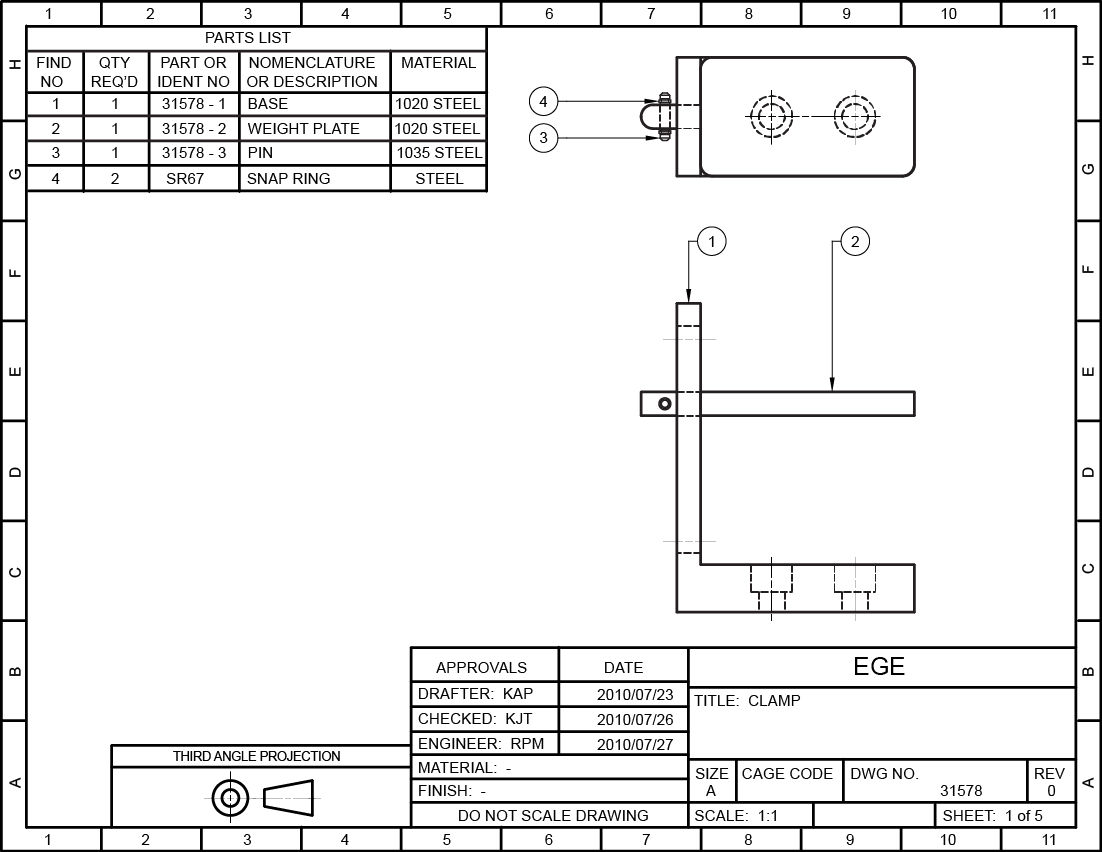 1 2 3 4 5 6 7 8 9 10 11
PARTS LIST
FIND NO QTY REQ'D PART OR IDENT NO NOMENCLATURE OR DESCRIPTION MATERIAL
1 1 31578 - 1 BASE 1020 STEEL
2 1 31578 - 2 WEIGHT PLATE 1020 STEEL
3 1 31578 - 3 PIN 1035 STEEL
4 2 SR67 SNAP RING STEEL
H H
G G
F F
E E
D D
C C
B B
A A
4
3
1 2
APPROVALS DATE
DRAFTER: KAP 2010/07/23
CHECKED: KJT 2010/07/26
ENGINEER: RPM 2010/07/27
MATERIAL: -
FINISH: -
DO NOT SCALE DRAWING
EGE
TITLE: CLAMP
SIZE A CAGE CODE DWG NO. 31578 REV 0
SCALE: 1:1 SHEET: 1 of 5
THIRD ANGLE PROJECTION
1 2 3 4 5 6 7 8 9 10 11